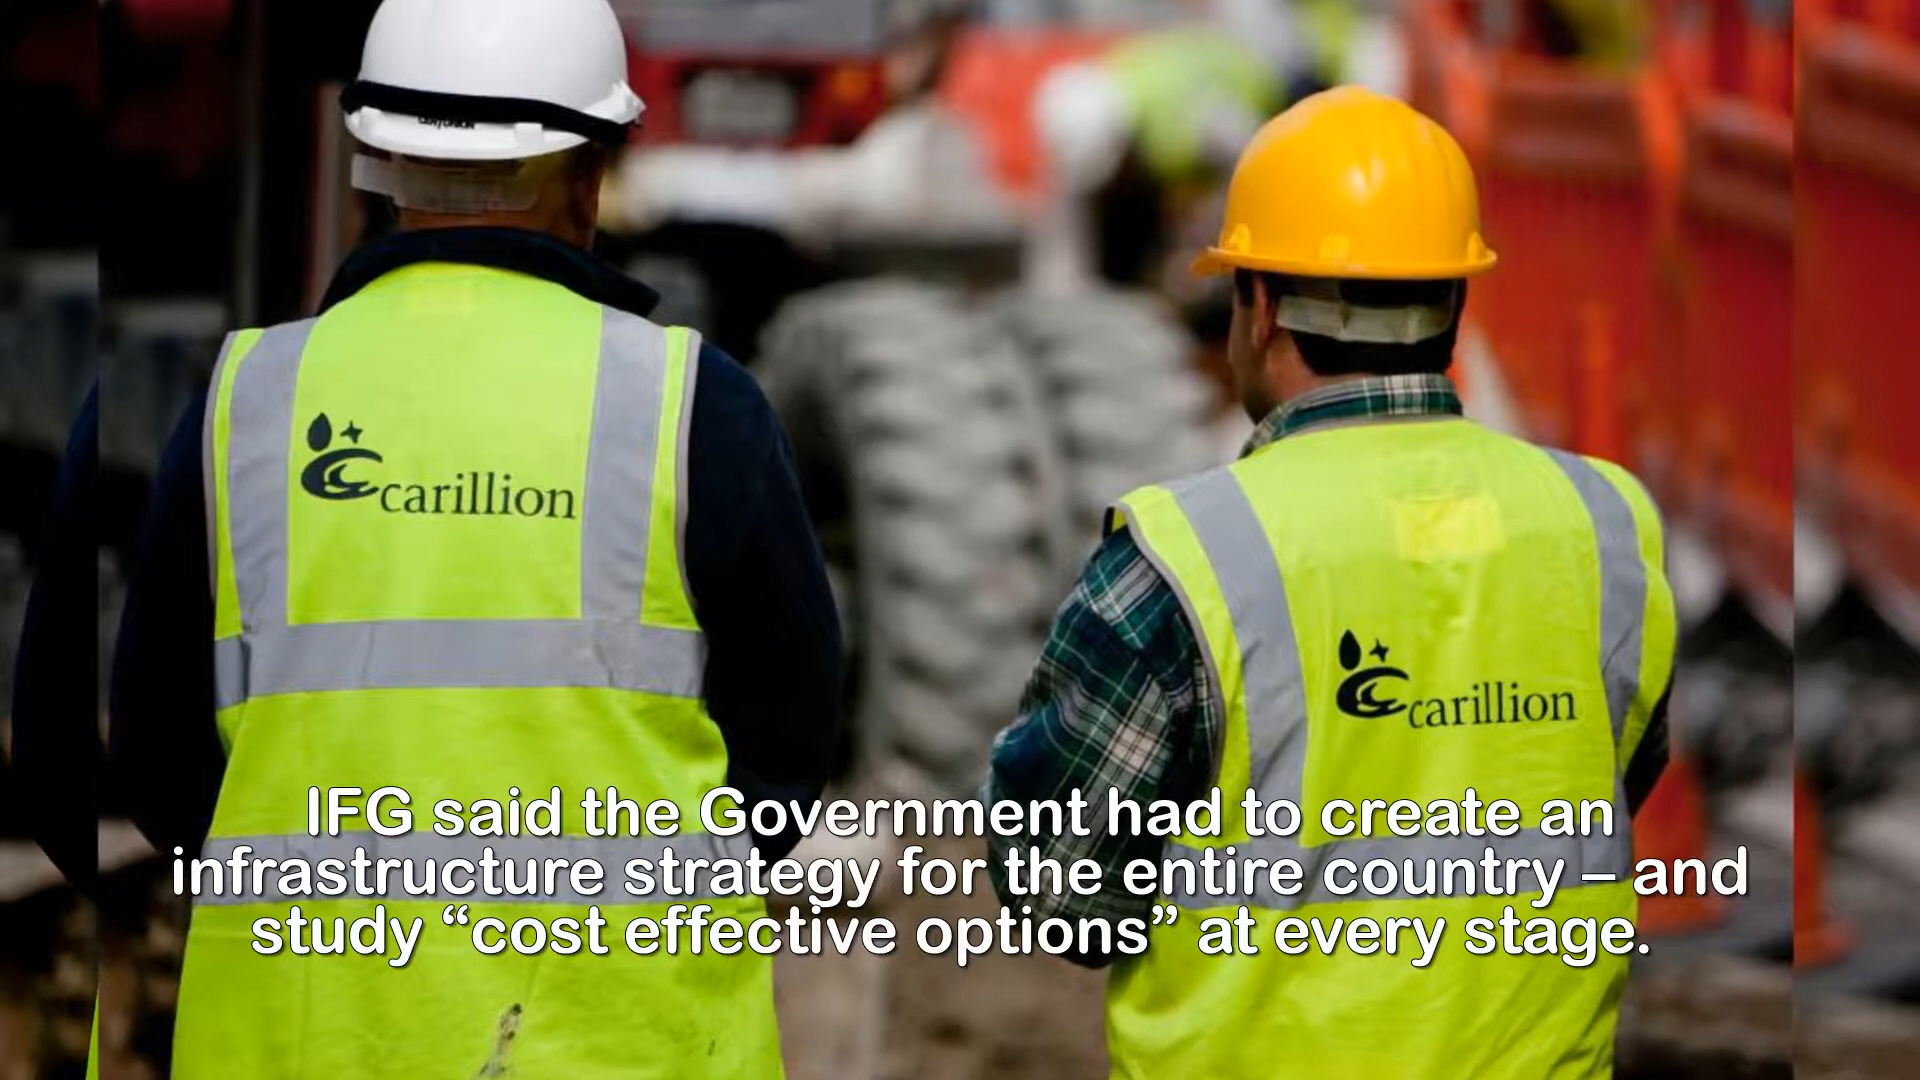 carillion
carillion
IFG said the Government had to create an
infrastructure strategy for the entire country – and
study “cost effective options” at every stage.